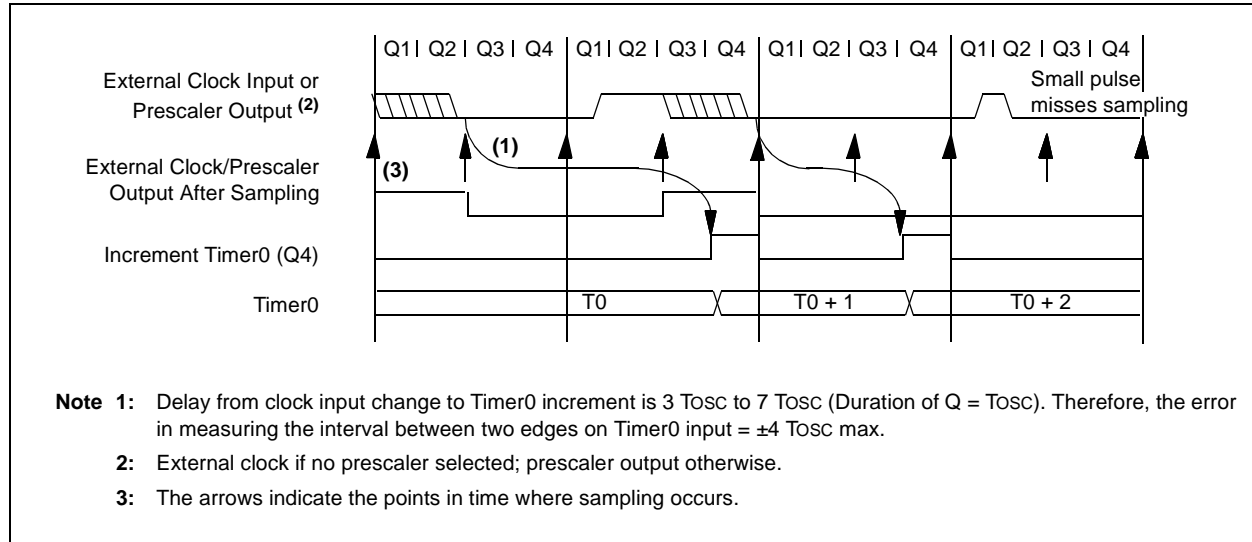 Q1 | Q2 | Q3 | Q4 | Q1 | Q2 | Q3 | Q4 | Q1 | Q2 | Q3 | Q4 | Q1 | Q2 | Q3 | Q4
External Clock Input or
Prescaler Output (2)
Small pulse
misses sampling
(1)
External Clock/Prescaler
Output After Sampling
(3)
Increment Timer0 (Q4)
Timer0
T0
T0 + 1
T0 + 2
Note 1: Delay from clock input change to Timer0 increment is 3 TOSC to 7 TOSC (Duration of Q = TOSC). Therefore, the error
in measuring the interval between two edges on Timer0 input = ±4 TOSC max.
2: External clock if no prescaler selected; prescaler output otherwise.
3: The arrows indicate the points in time where sampling occurs.